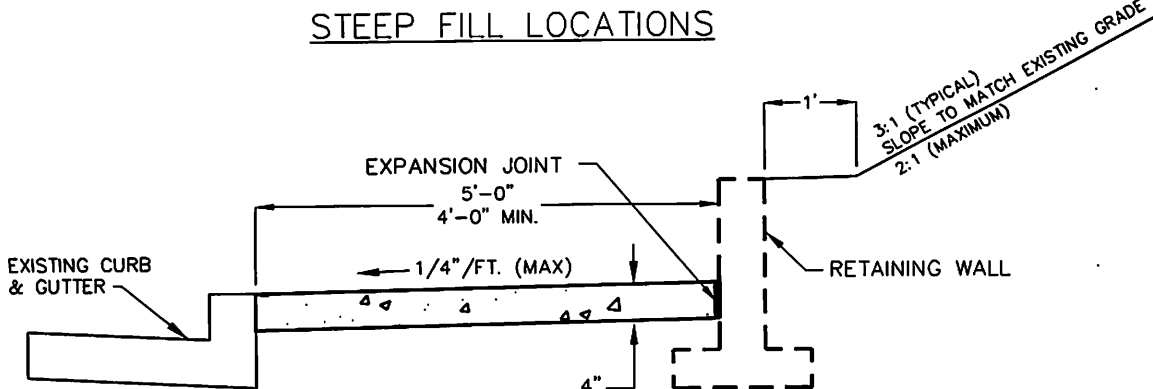 STEEP FILL LOCATIONS
1'
3:1 (TYPICAL)
SLOPE TO MATCH EXISTING GRADE
2:1 (MAXIMUM)
EXPANSION JOINT
5'-0"
4'-0" MIN.
EXISTING CURB
& GUTTER
1/4"/FT. (MAX)
RETAINING WALL
4"